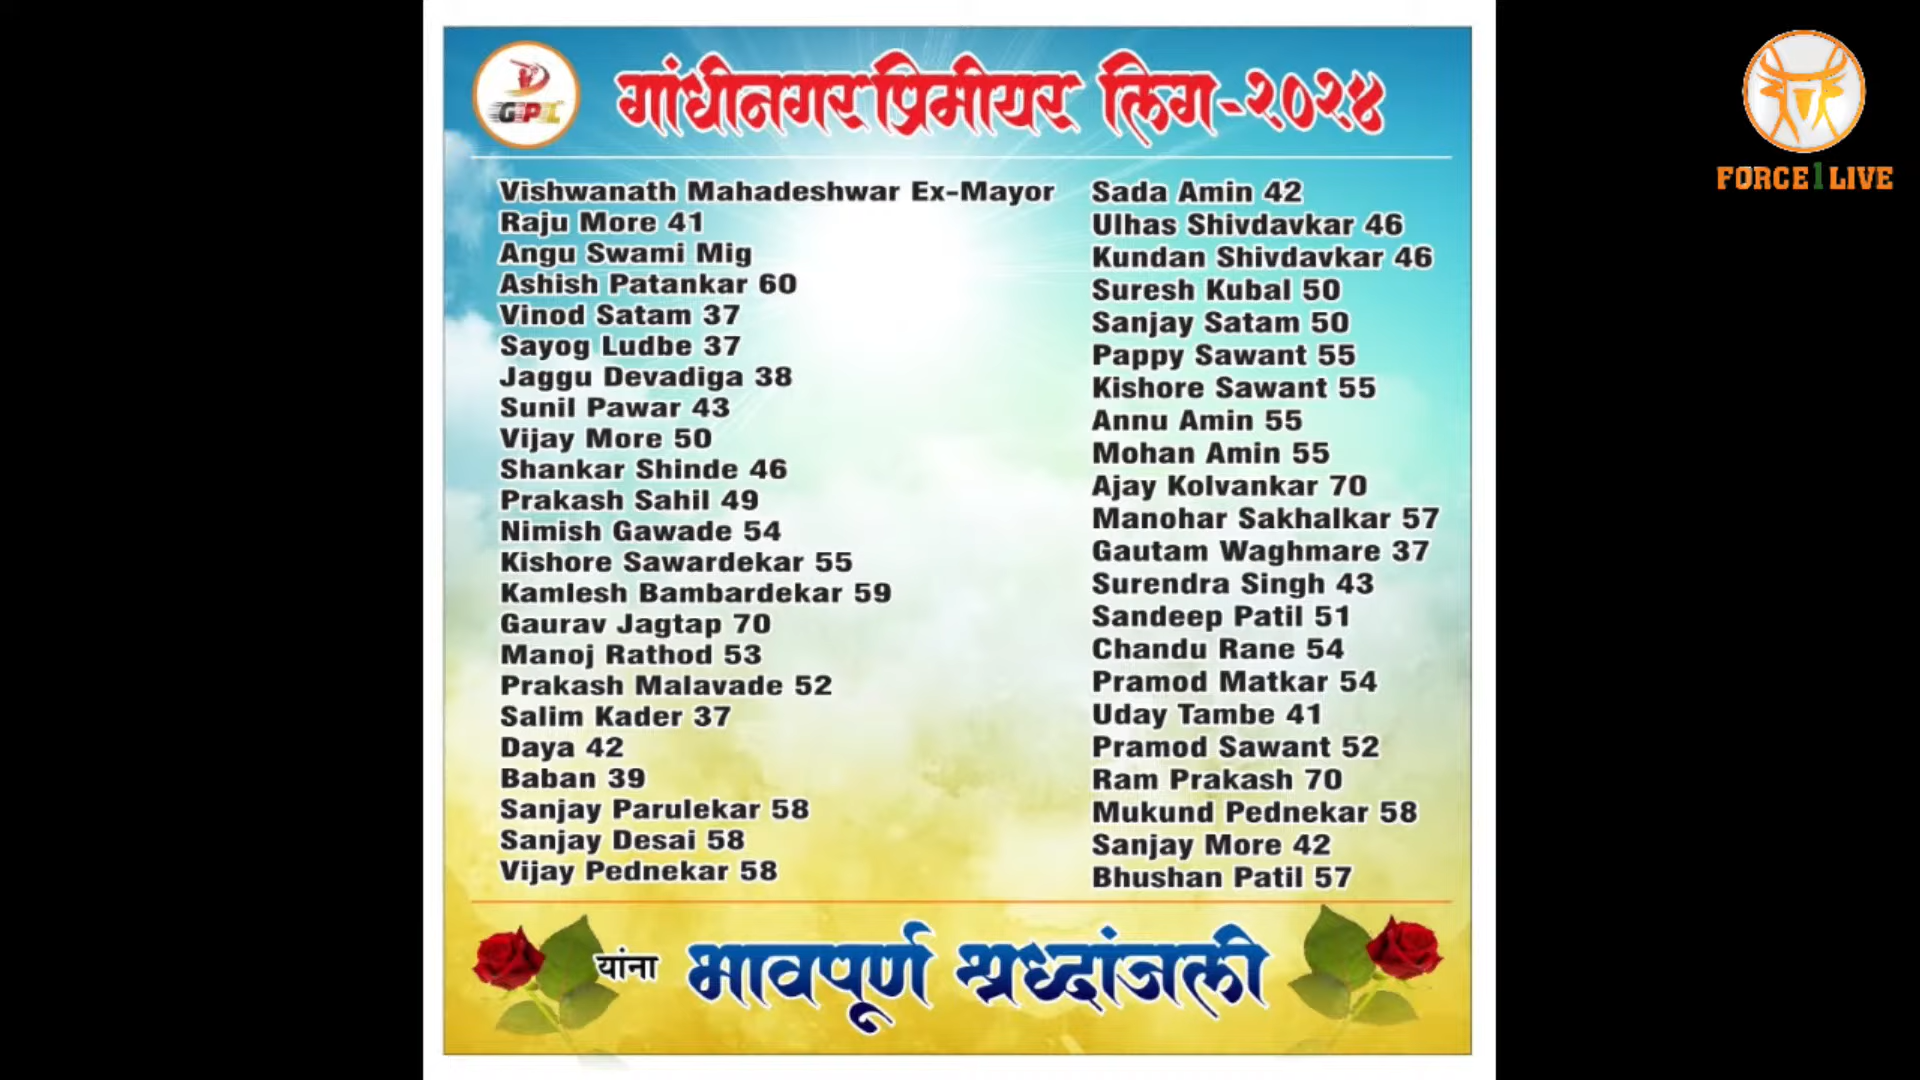 GPL
गांधीनगर प्रिमीयर लिग-२०२४
Vishwanath Mahadeshwar Ex-Mayor
Raju More 41
Angu Swami Mig
Ashish Patankar 60
Vinod Satam 37
Sayog Ludbe 37
Jaggu Devadiga 38
Sunil Pawar 43
Vijay More 50
Shankar Shinde 46
Prakash Sahil 49
Nimish Gawade 54
Kishore Sawardekar 55
Kamlesh Bambardekar 59
Gaurav Jagtap 70
Manoj Rathod 53
Prakash Malavade 52
Salim Kader 37
Daya 42
Baban 39
Sanjay Parulekar 58
Sanjay Desai 58
Vijay Pednekar 58
Sada Amin 42
Ulhas Shivdavkar 46
Kundan Shivdavkar 46
Suresh Kubal 50
Sanjay Satam 50
Pappy Sawant 55
Kishore Sawant 55
Annu Amin 55
Mohan Amin 55
Ajay Kolvankar 70
Manohar Sakhalkar 57
Gautam Waghmare 37
Surendra Singh 43
Sandeep Patil 51
Chandu Rane 54
Pramod Matkar 54
Uday Tambe 41
Pramod Sawant 52
Ram Prakash 70
Mukund Pednekar 58
Sanjay More 42
Bhushan Patil 57
यांना भावपूर्ण श्रध्दांजली
FORCE1LIVE